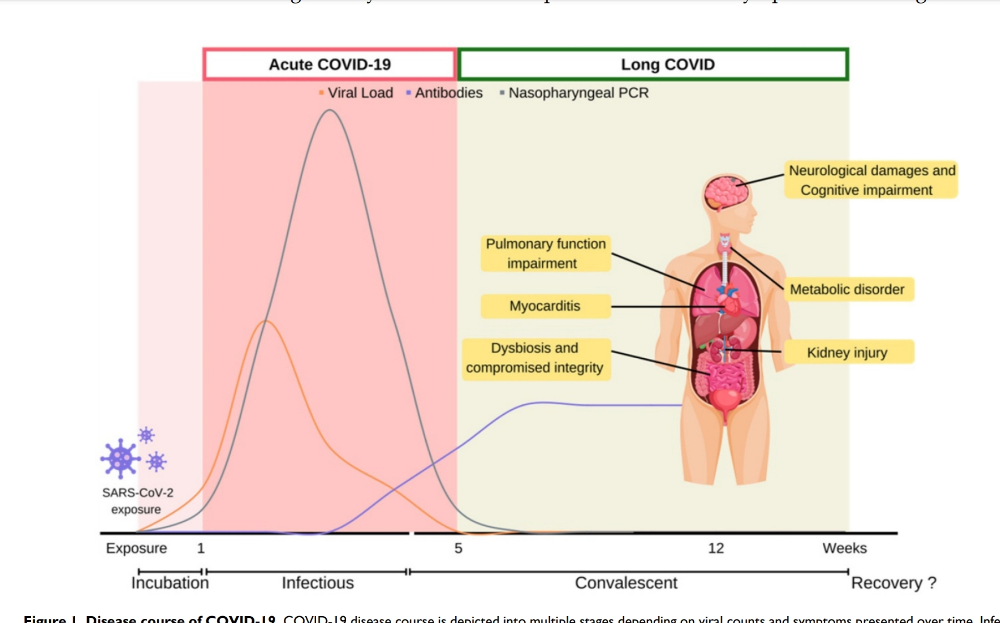 Acute COVID-19
Long COVID
Viral Load
Antibodies
Nasopharyngeal PCR
Neurological damages and
Cognitive impairment
Pulmonary function
impairment
Metabolic disorder
Myocarditis
Dysbiosis and
compromised integrity
Kidney injury
SARS-CoV-2
exposure
Exposure
1
5
12
Weeks
Incubation
Infectious
Convalescent
Recovery ?
Figure 1. Disease course of COVID-19. COVID-19 disease course is depicted into multiple stages depending on viral counts and symptoms presented over time.